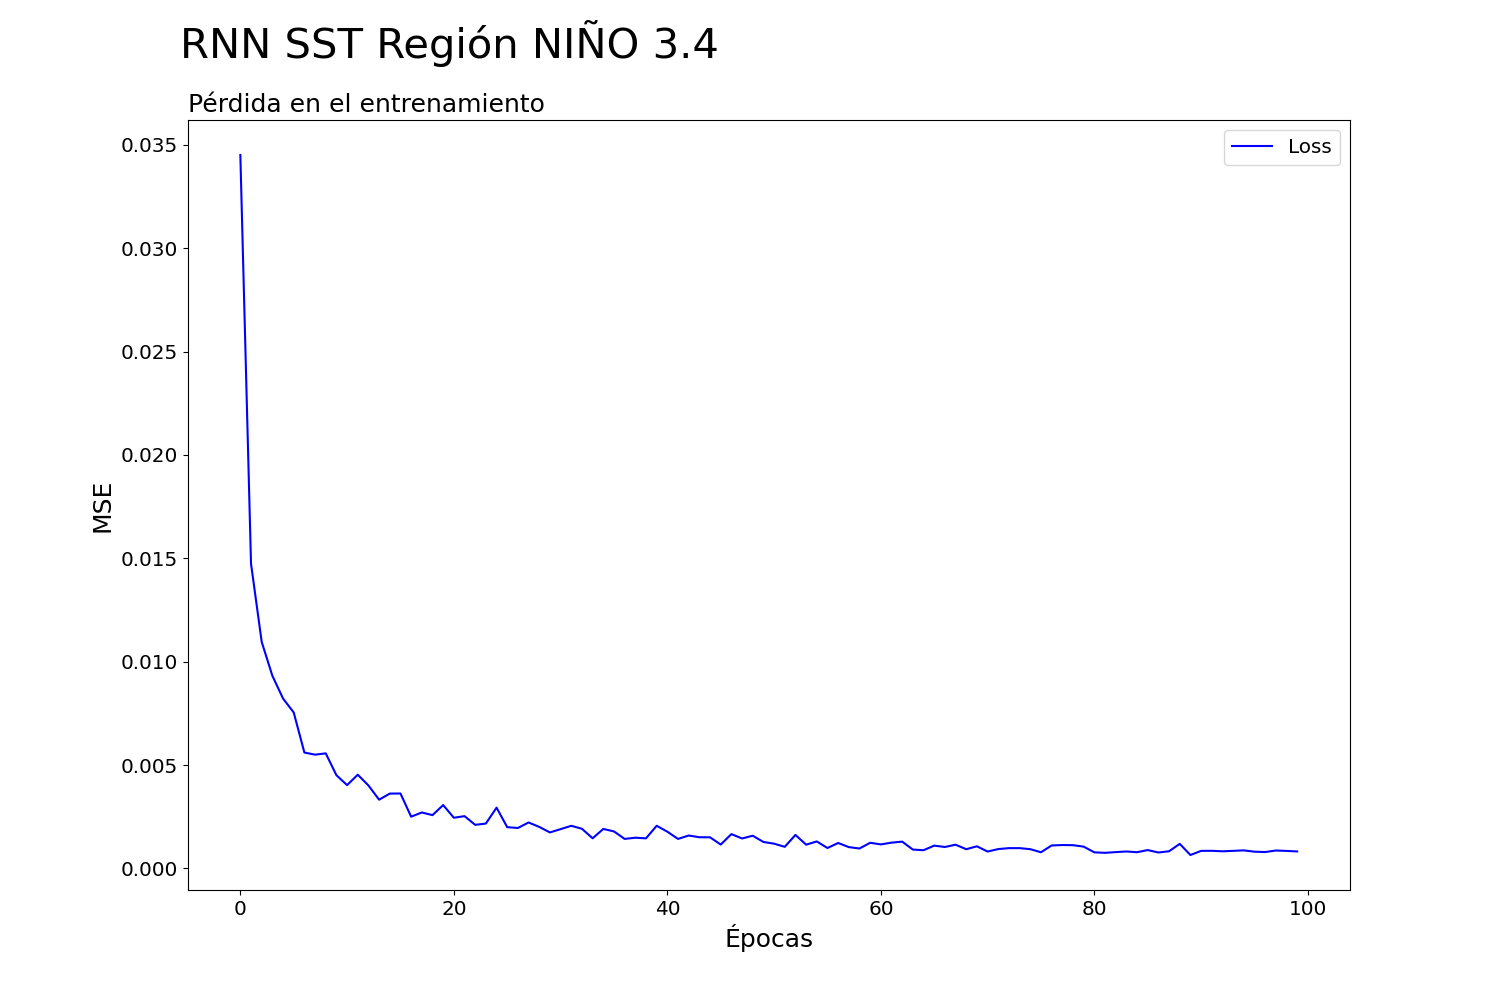 RNN SST Región NIÑO 3.4
Pérdida en el entrenamiento
Loss
MSE
0.035
0.030
0.025
0.020
0.015
0.010
0.005
0.000
0 20 40 60 80 100
Épocas